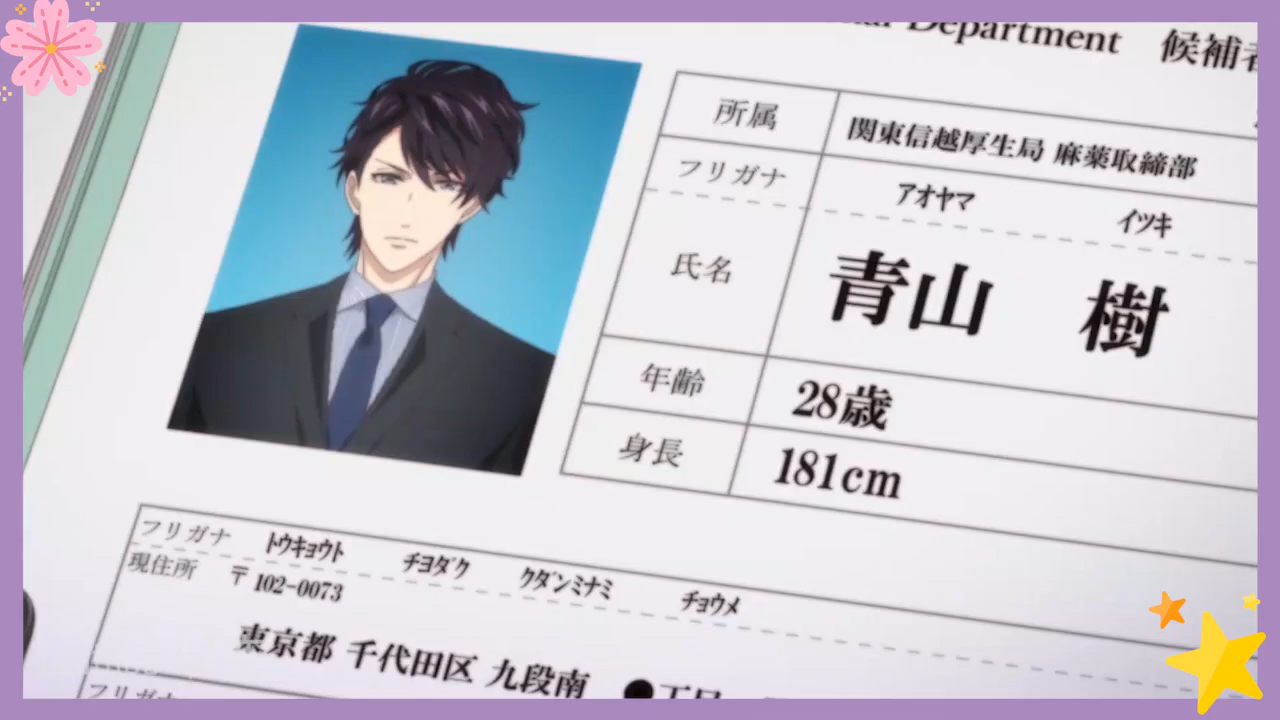 Department 候補者
所属 関東信越厚生局 麻薬取締部
フリガナ アオヤマ イツキ
氏名 青山 樹
年齢 28歳
身長 181cm
フリガナ トウキョウト チヨダク クダンミナミ チョウメ
現住所 〒102-0073
東京都 千代田区 九段南 ●丁目
フリガナ